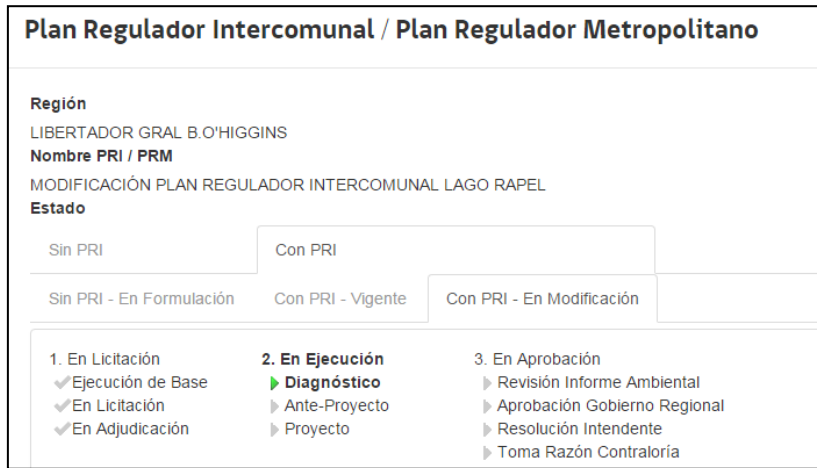 Plan Regulador Intercomunal / Plan Regulador Metropolitano
Región
LIBERTADOR GRAL B.O'HIGGINS
Nombre PRI / PRM
MODIFICACIÓN PLAN REGULADOR INTERCOMUNAL LAGO RAPEL
Estado
Sin PRI Con PRI
Sin PRI - En Formulación Con PRI - Vigente Con PRI - En Modificación
1. En Licitación
Ejecución de Base
En Licitación
En Adjudicación
2. En Ejecución
Diagnóstico
Ante-Proyecto
Proyecto
3. En Aprobación
Revisión Informe Ambiental
Aprobación Gobierno Regional
Resolución Intendente
Toma Razón Contraloría